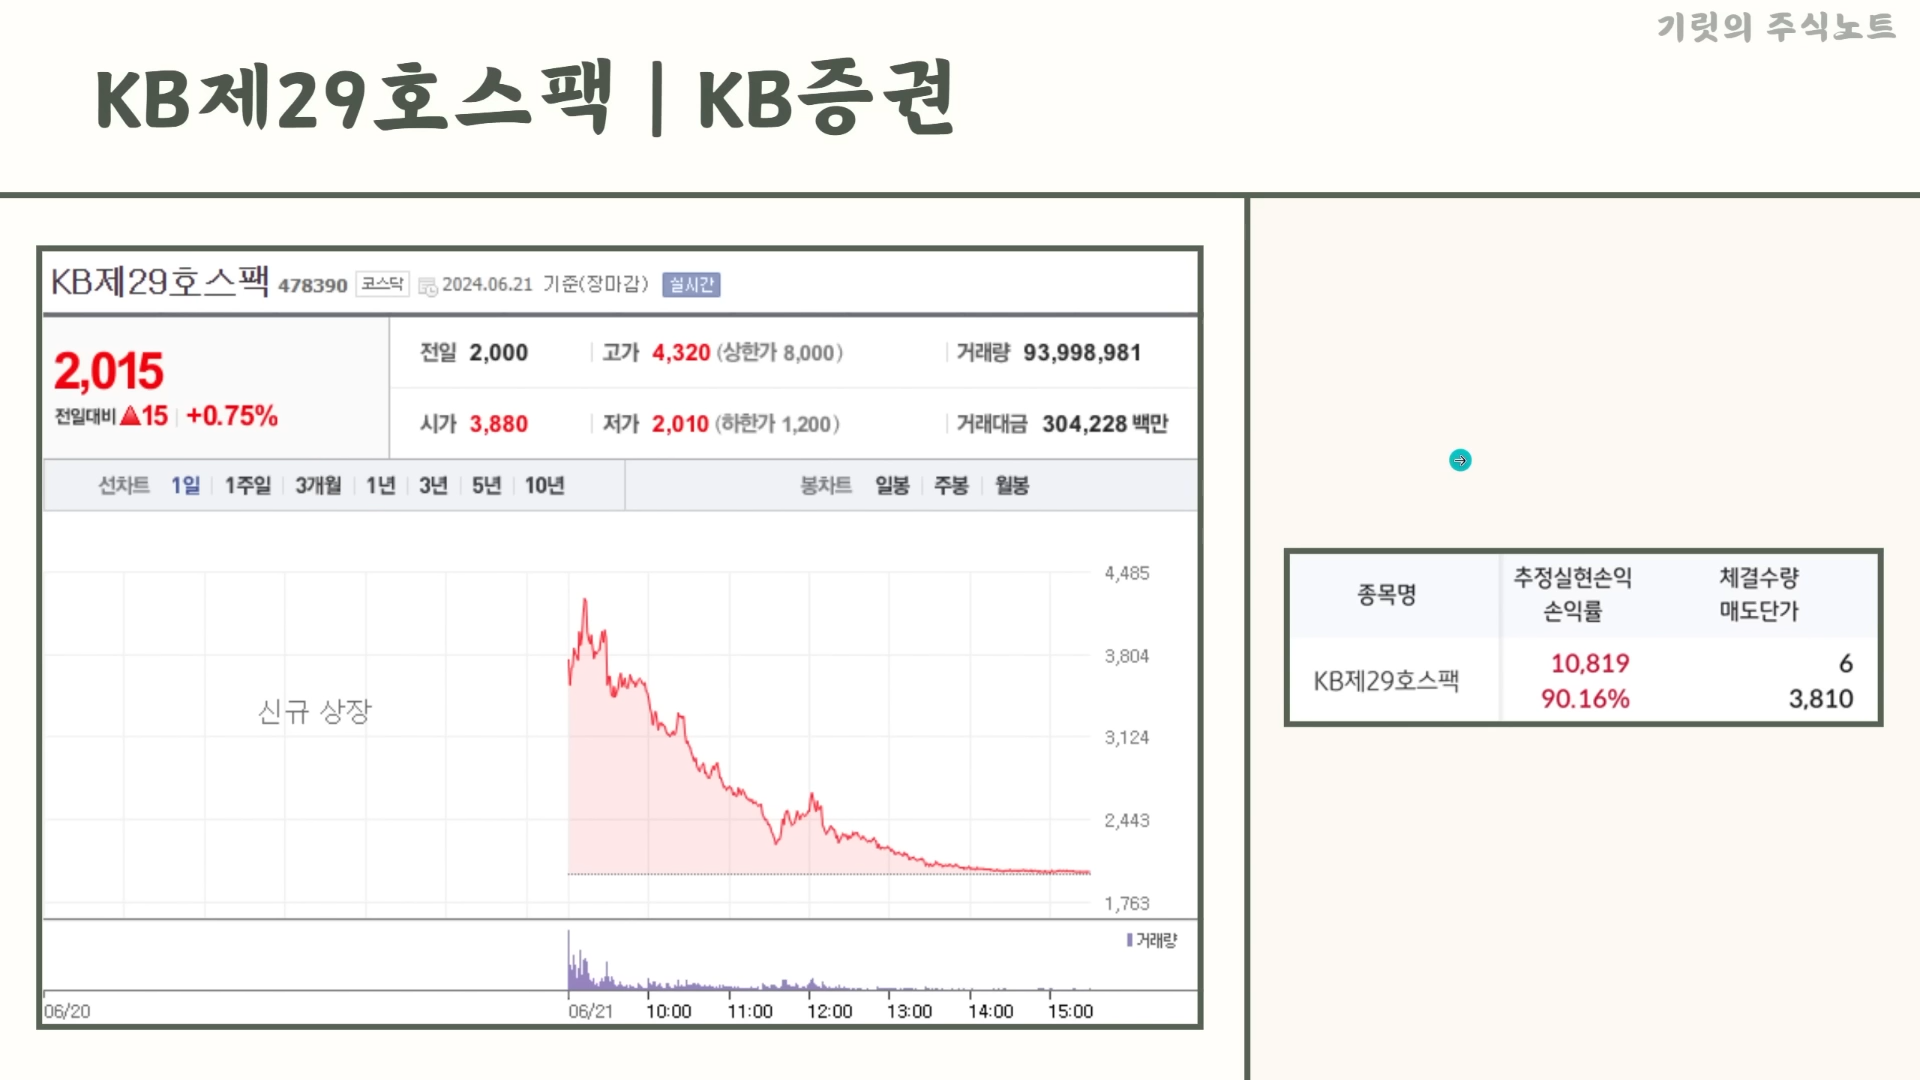 기릿의 주식노트
KB제29호스팩 | KB증권
KB제29호스팩 478390 코스닥 2024.06.21 기준(장마감) 실시간
2,015
전일대비 ▲15 | +0.75%
전일 2,000 | 고가 4,320 (상한가 8,000) | 거래량 93,998,981
시가 3,880 | 저가 2,010 (하한가 1,200) | 거래대금 304,228 백만
선차트 1일 | 1주일 | 3개월 | 1년 | 3년 | 5년 | 10년
봉차트 일봉 | 주봉 | 월봉
신규 상장
4,485
3,804
3,124
2,443
1,763
거래량
06/20 06/21 10:00 11:00 12:00 13:00 14:00 15:00
종목명 추정실현손익 체결수량
손익률 매도단가
KB제29호스팩 10,819 6
90.16% 3,810